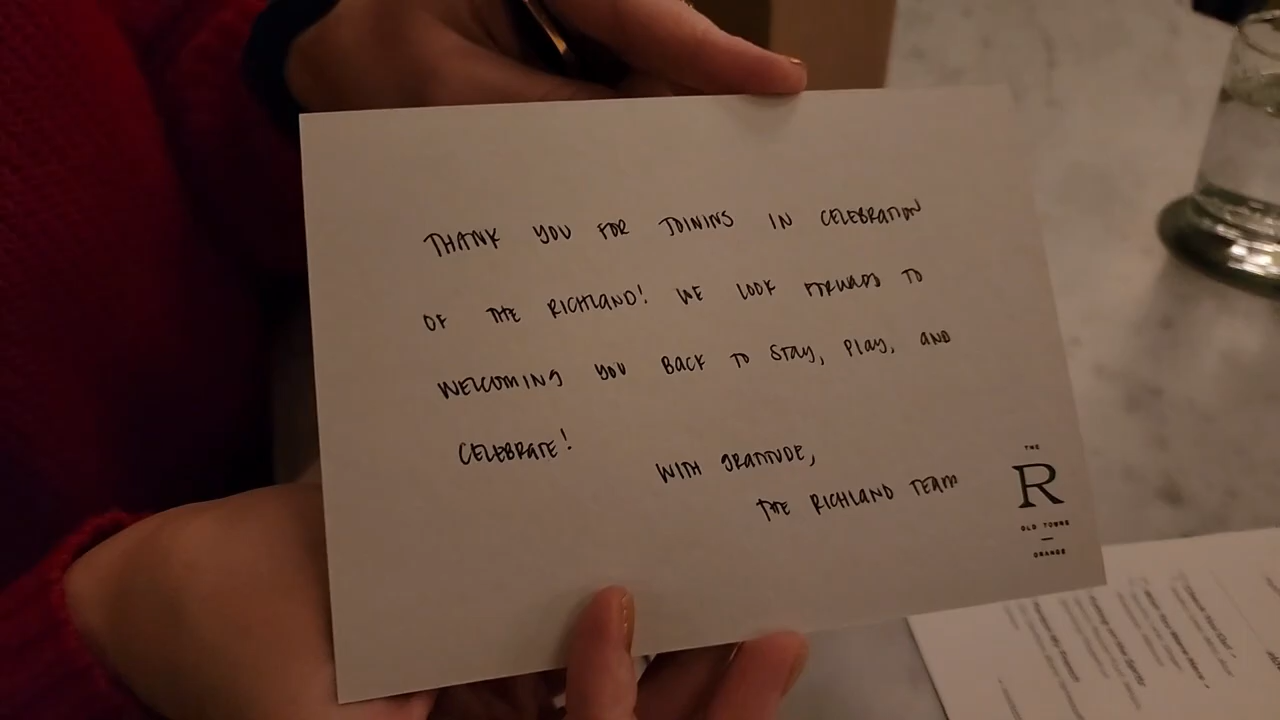 THANK YOU FOR JOINING IN CELEBRATION
OF THE RICHLAND! WE LOOK FORWARD TO
WELCOMING YOU BACK TO STAY, PLAY, AND
CELEBRATE!
WITH GRATITUDE,
THE RICHLAND TEAM
THE
R
OLD TOWNE
—
ORANGE